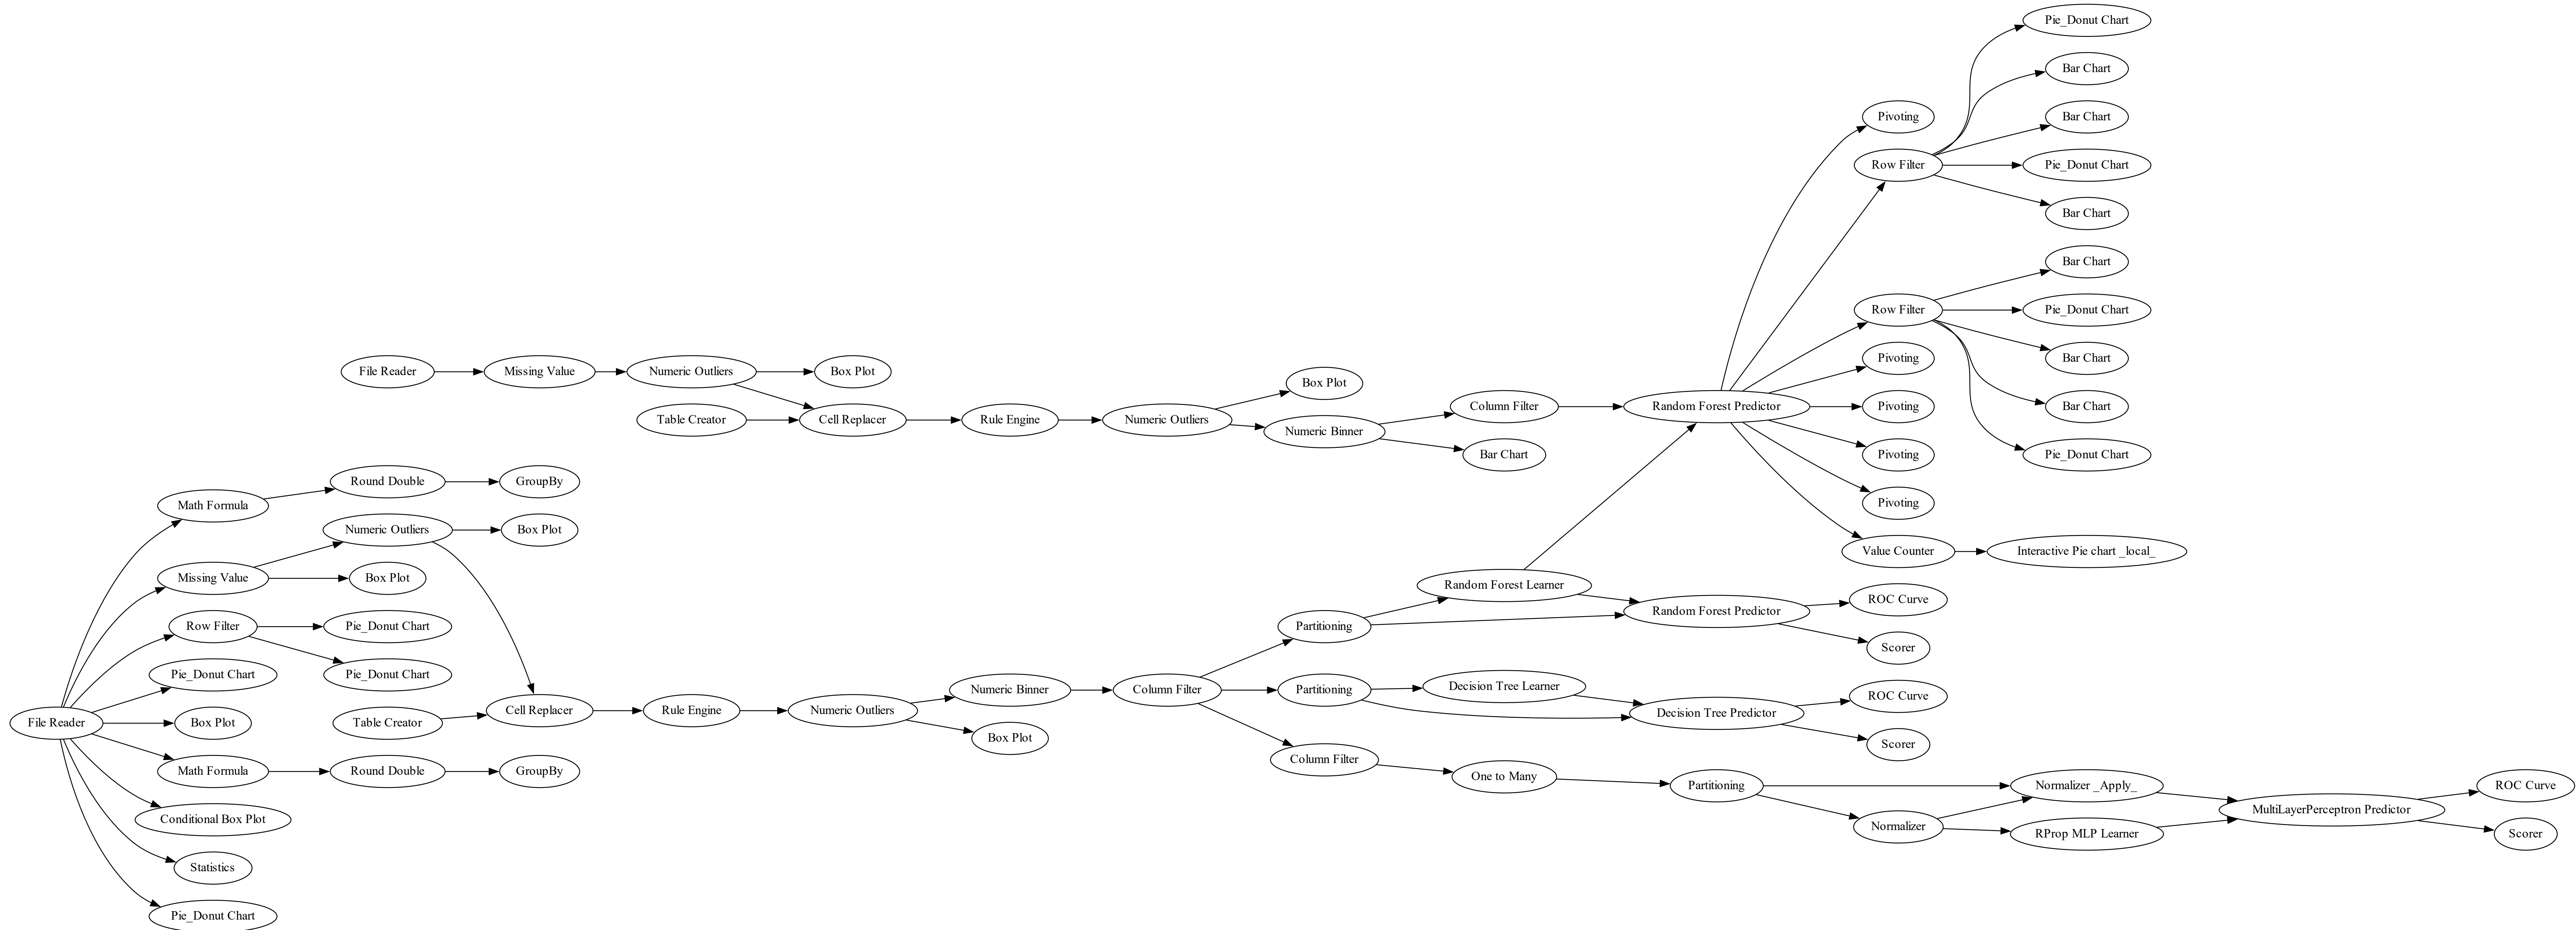 Pie_Donut Chart
Bar Chart
Pivoting
Bar Chart
Row Filter
Pie_Donut Chart
Bar Chart
Bar Chart
Row Filter
Pie_Donut Chart
File Reader
Missing Value
Numeric Outliers
Box Plot
Box Plot
Pivoting
Bar Chart
Table Creator
Cell Replacer
Rule Engine
Numeric Outliers
Numeric Binner
Column Filter
Random Forest Predictor
Pivoting
Bar Chart
Bar Chart
Pivoting
Pie_Donut Chart
Math Formula
Round Double
GroupBy
Pivoting
Numeric Outliers
Box Plot
Value Counter
Interactive Pie chart _local_
Missing Value
Box Plot
Random Forest Learner
ROC Curve
Row Filter
Pie_Donut Chart
Partitioning
Random Forest Predictor
Scorer
Pie_Donut Chart
Pie_Donut Chart
Numeric Binner
Column Filter
Partitioning
Decision Tree Learner
ROC Curve
File Reader
Box Plot
Table Creator
Cell Replacer
Rule Engine
Numeric Outliers
Box Plot
Decision Tree Predictor
Scorer
Math Formula
Round Double
GroupBy
Column Filter
One to Many
Partitioning
Normalizer _Apply_
ROC Curve
Conditional Box Plot
Normalizer
RProp MLP Learner
MultiLayerPerceptron Predictor
Scorer
Statistics
Pie_Donut Chart